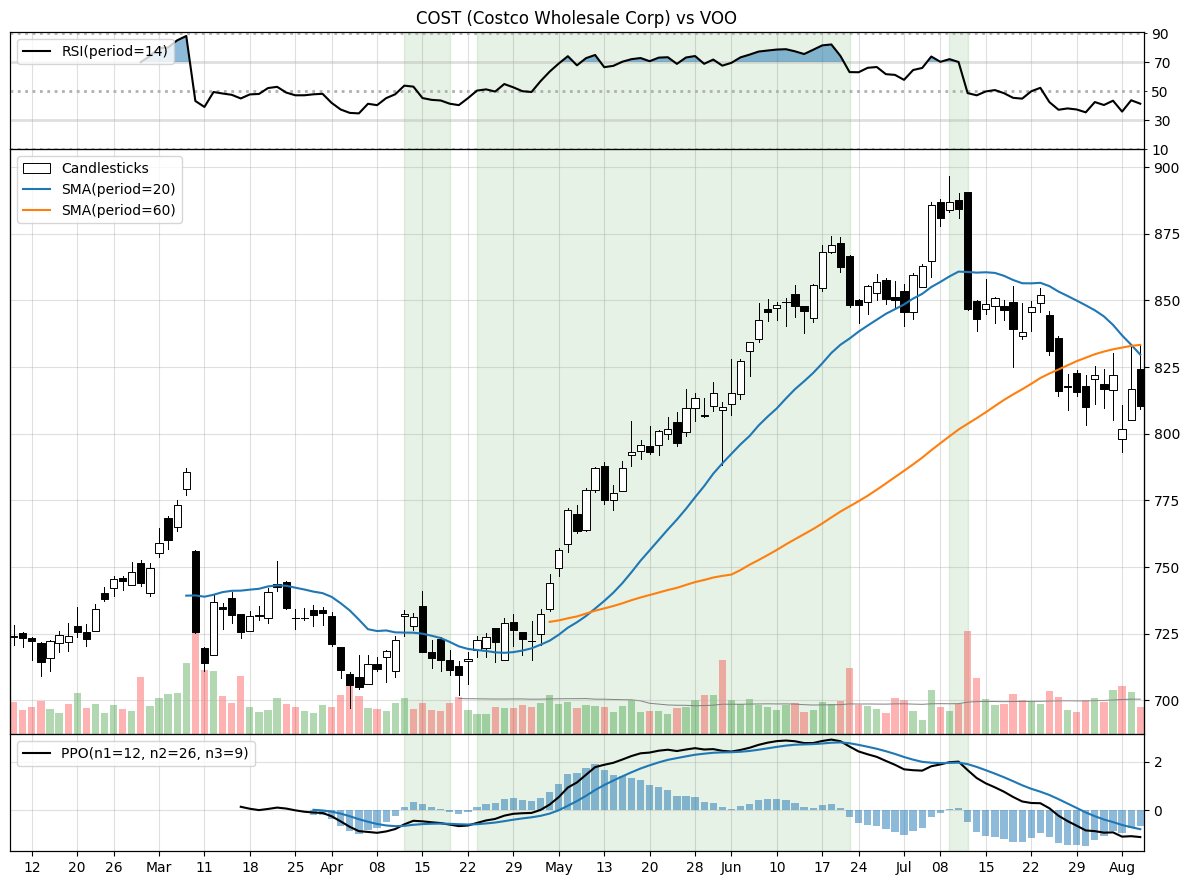 COST (Costco Wholesale Corp) vs VOO
RSI(period=14)
90
70
50
30
10
Candlesticks
SMA(period=20)
SMA(period=60)
900
875
850
825
800
775
750
725
700
PPO(n1=12, n2=26, n3=9)
2
0
12 20 26 Mar 11 18 25 Apr 08 15 22 29 May 13 20 28 Jun 10 17 24 Jul 08 15 22 29 Aug